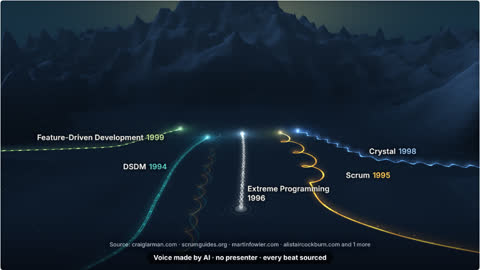 Feature-Driven Development 1999
Crystal 1998
DSDM 1994
Scrum 1995
Extreme Programming
1996
Source: craiglarman.com · scrumguides.org · martinfowler.com · alistaircockburn.com and 1 more
Voice made by AI · no presenter · every beat sourced